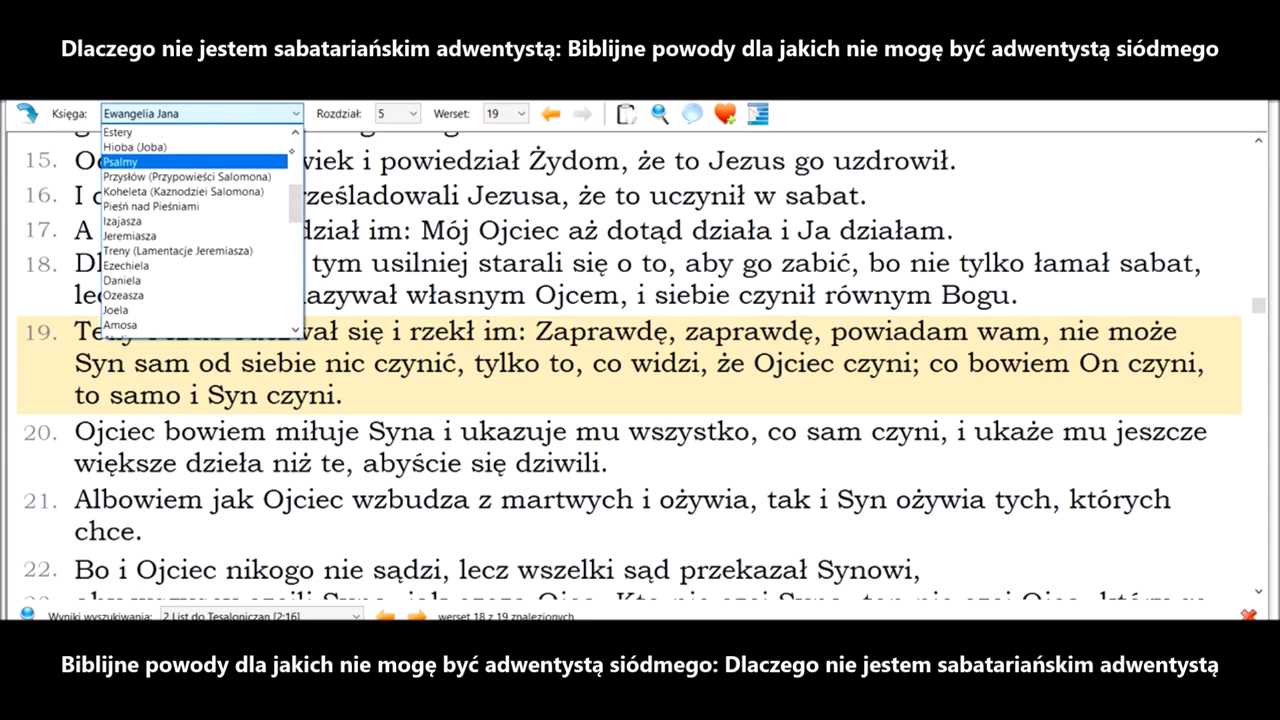 Dlaczego nie jestem sabatariańskim adwentystą: Biblijne powody dla jakich nie mogę być adwentystą siódmego
Księga: Ewangelia Jana Rozdział: 5 Werset: 19
Estery
Hioba (Joba)
Psalmy
Przysłów (Przypowieści Salomona)
Koheleta (Kaznodziei Salomona)
Pieśń nad Pieśniami
Izajasza
Jeremiasza
Treny (Lamentacje Jeremiasza)
Ezechiela
Daniela
Ozeasza
Joela
Amosa
15. i powiedział Żydom, że to Jezus go uzdrowił.
16. I Jezusa, że to uczynił w sabat.
17. A im: Mój Ojciec aż dotąd działa i Ja działam.
18. tym usilniej starali się o to, aby go zabić, bo nie tylko łamał sabat,
własnym Ojcem, i siebie czynił równym Bogu.
19. się i rzekł im: Zaprawdę, zaprawdę, powiadam wam, nie może
Syn sam od siebie nic czynić, tylko to, co widzi, że Ojciec czyni; co bowiem On czyni,
to samo i Syn czyni.
20. Ojciec bowiem miłuje Syna i ukazuje mu wszystko, co sam czyni, i ukaże mu jeszcze
większe dzieła niż te, abyście się dziwili.
21. Albowiem jak Ojciec wzbudza z martwych i ożywia, tak i Syn ożywia tych, których
chce.
22. Bo i Ojciec nikogo nie sądzi, lecz wszelki sąd przekazał Synowi,
Wyniki wyszukiwania: 2 List do Tesaloniczan [2:16] werset 18 z 19 znalezionych
Biblijne powody dla jakich nie mogę być adwentystą siódmego: Dlaczego nie jestem sabatariańskim adwentystą